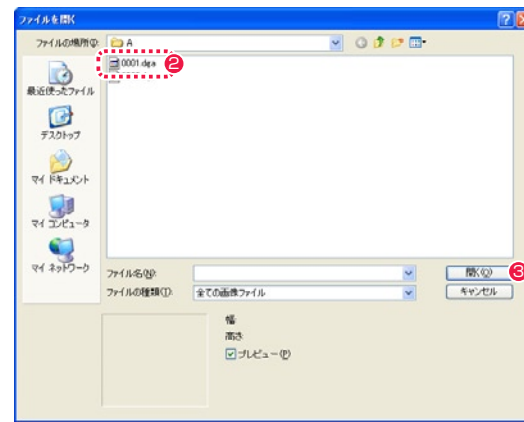 ファイルを開く
ファイルの場所(I):
A
0001.dga
2
最近使ったファイル
デスクトップ
マイ ドキュメント
マイ コンピュータ
マイ ネットワーク
ファイル名(N):
開く(O)
3
ファイルの種類(T):
全ての画像ファイル
キャンセル
幅
高さ
プレビュー(P)